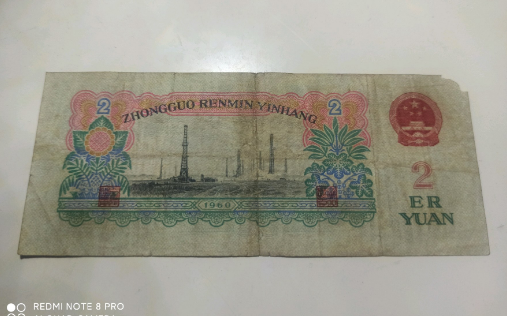 2
ZHONGGUO RENMIN YINHANG
2
2
ER
YUAN
1960
REDMI NOTE 8 PRO